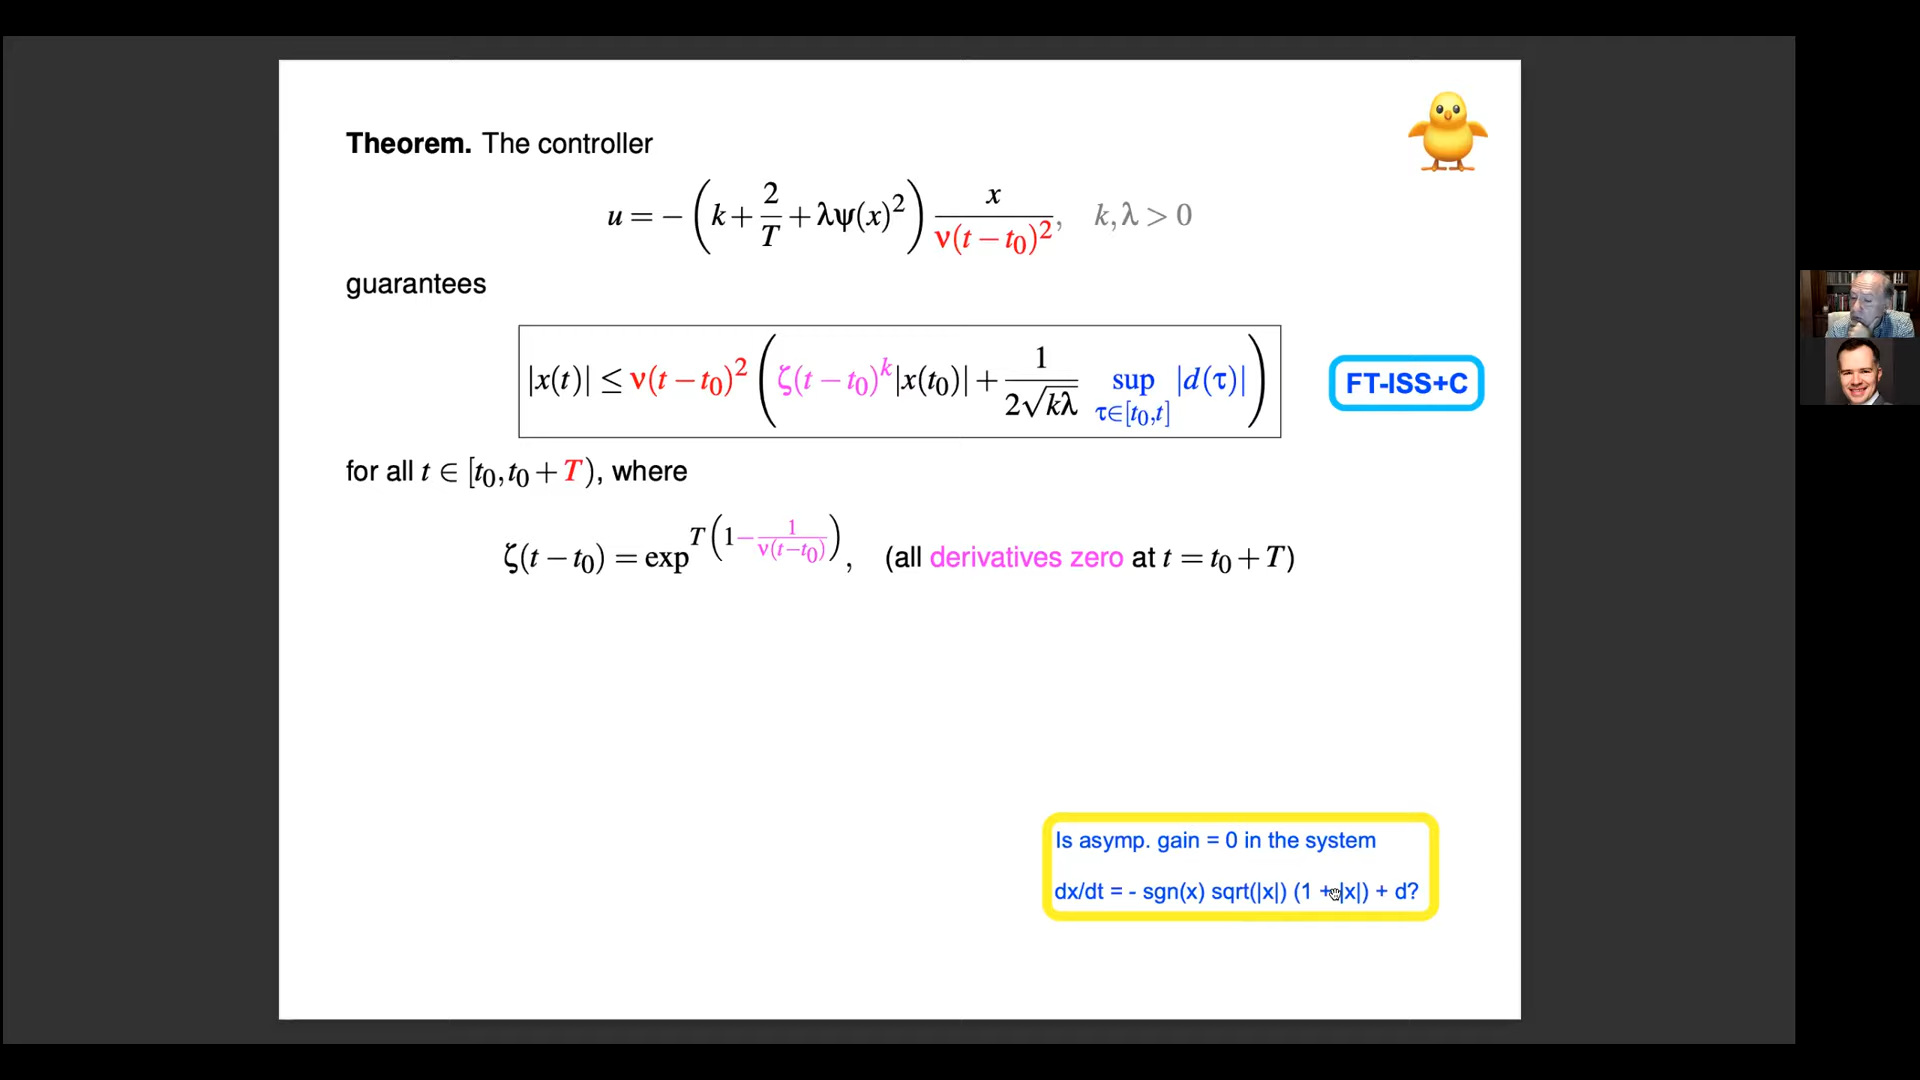 Theorem. The controller
u = − (k + 2/T + λψ(x)²) x/ν(t − t₀)², k, λ > 0
guarantees
|x(t)| ≤ ν(t − t₀)² (ζ(t − t₀)ᵏ|x(t₀)| + 1/(2√kλ) sup τ∈[t₀,t] |d(τ)|)
FT-ISS+C
for all t ∈ [t₀, t₀ + T), where
ζ(t − t₀) = exp^{T(1 − 1/ν(t−t₀))}, (all derivatives zero at t = t₀ + T)
Is asymp. gain = 0 in the system
dx/dt = - sgn(x) sqrt(|x|) (1 +|x|) + d?